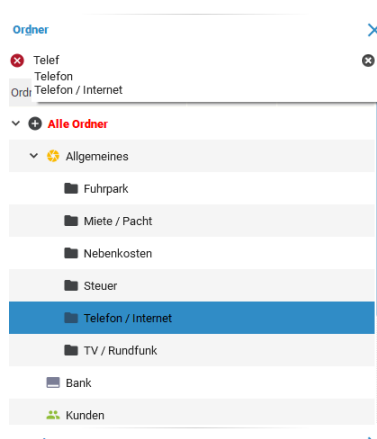 Ordner
Telef
Telefon
Telefon / Internet
Alle Ordner
Allgemeines
Fuhrpark
Miete / Pacht
Nebenkosten
Steuer
Telefon / Internet
TV / Rundfunk
Bank
Kunden